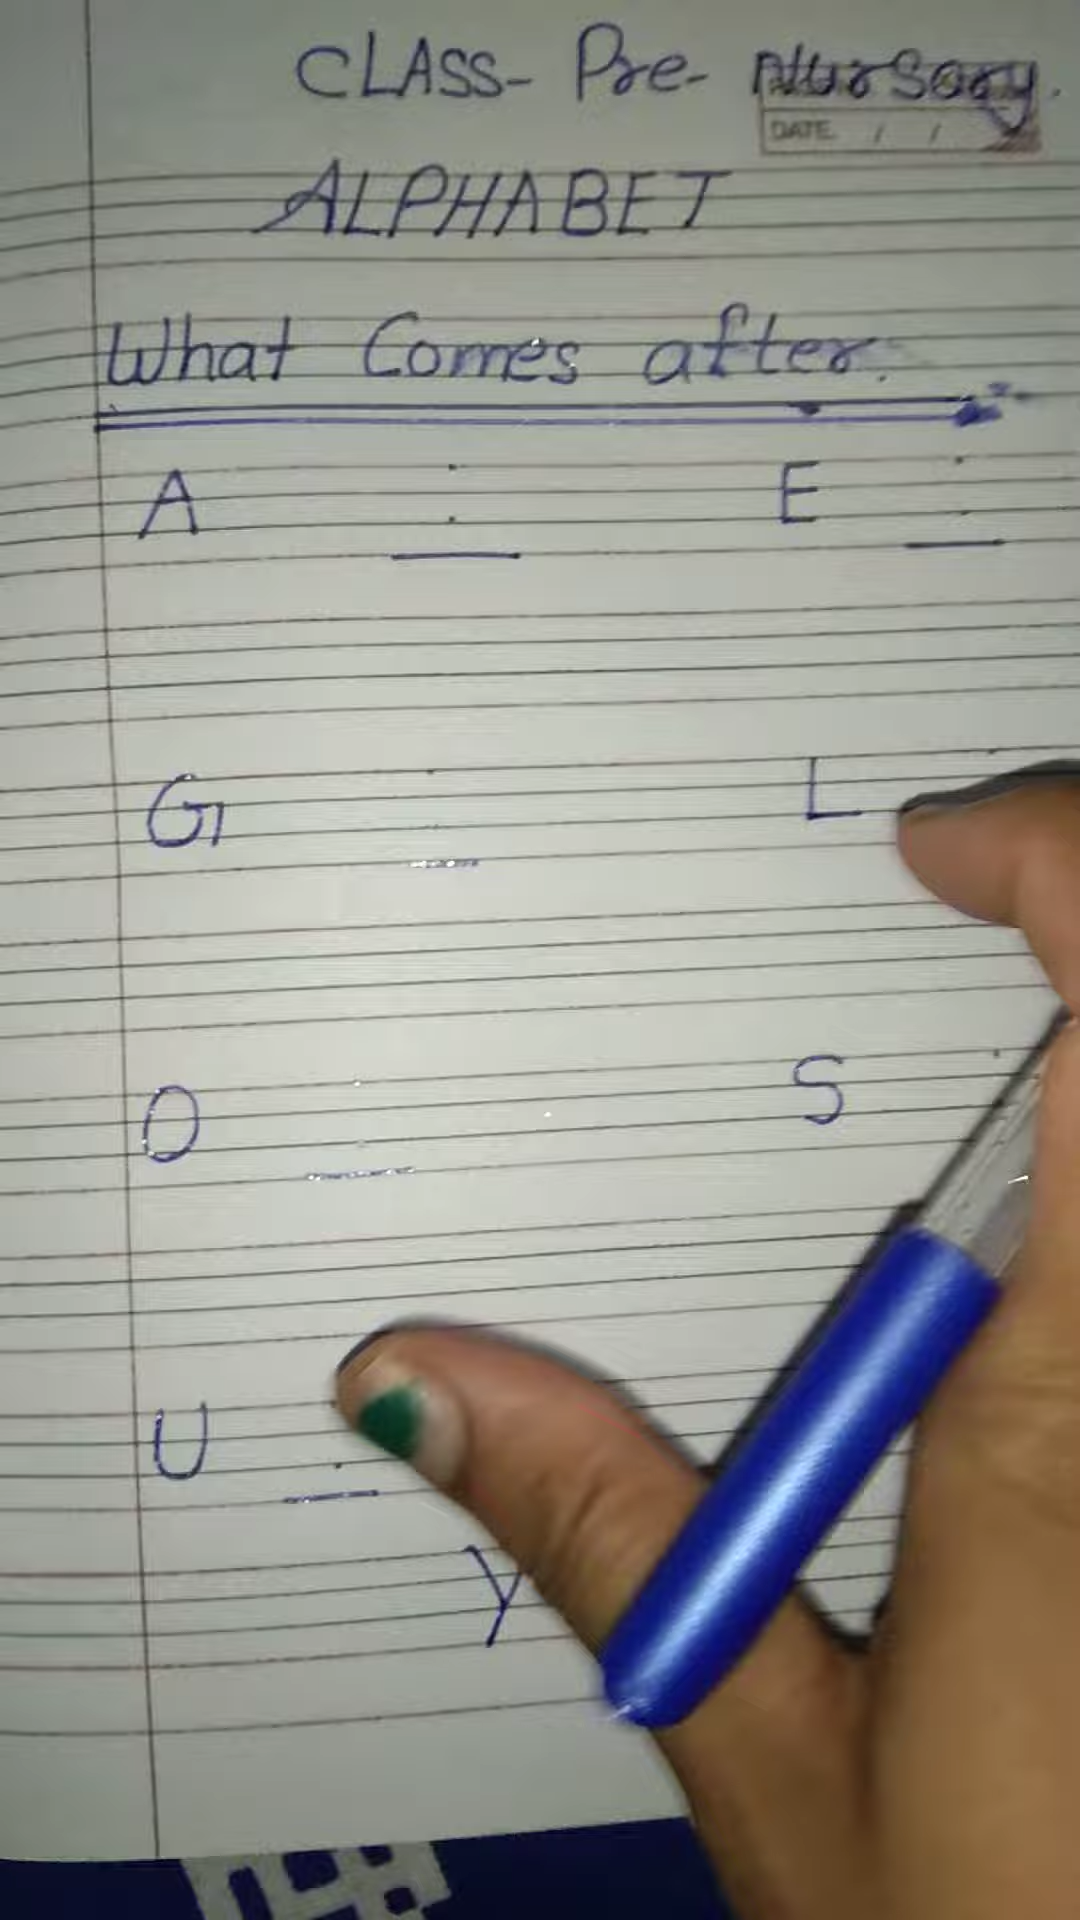 CLASS- Pre- Nursery.
DATE / /
ALPHABET
What Comes after.
A E
G L
O S
U
Y